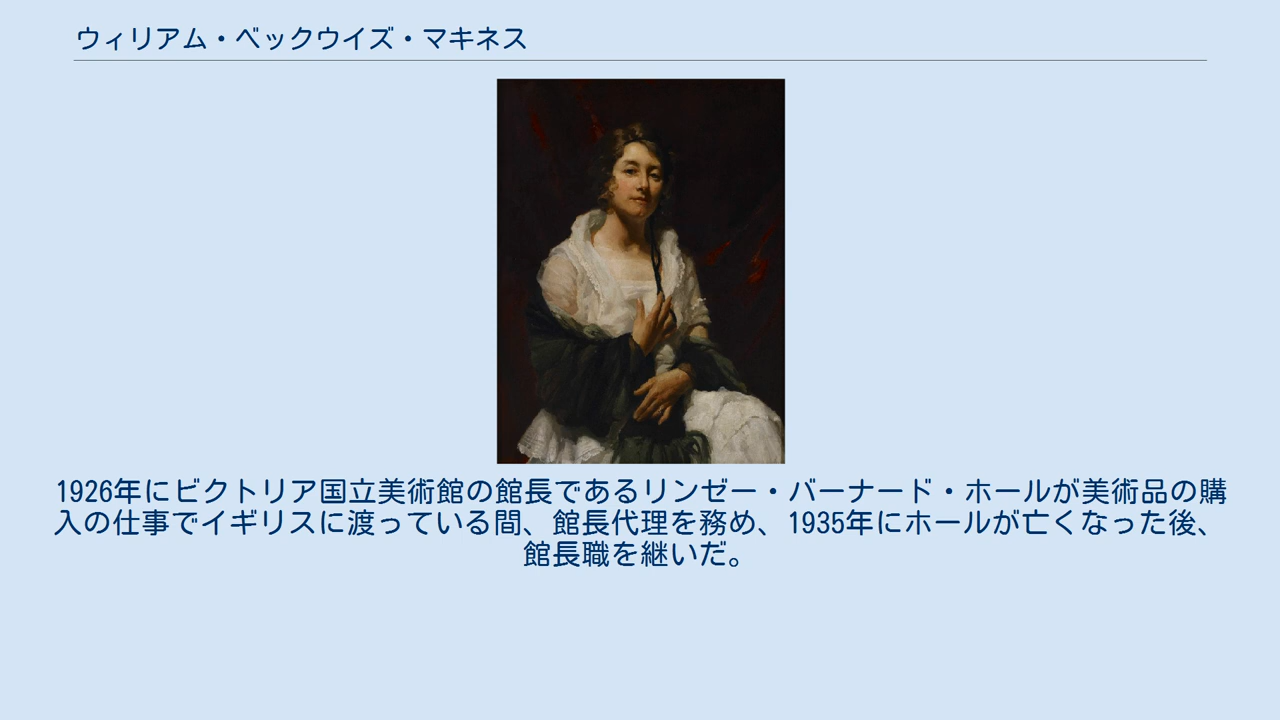 ウィリアム・ベックウイズ・マキネス
1926年にビクトリア国立美術館の館長であるリンゼー・バーナード・ホールが美術品の購
入の仕事でイギリスに渡っている間、館長代理を務め、1935年にホールが亡くなった後、
館長職を継いだ。